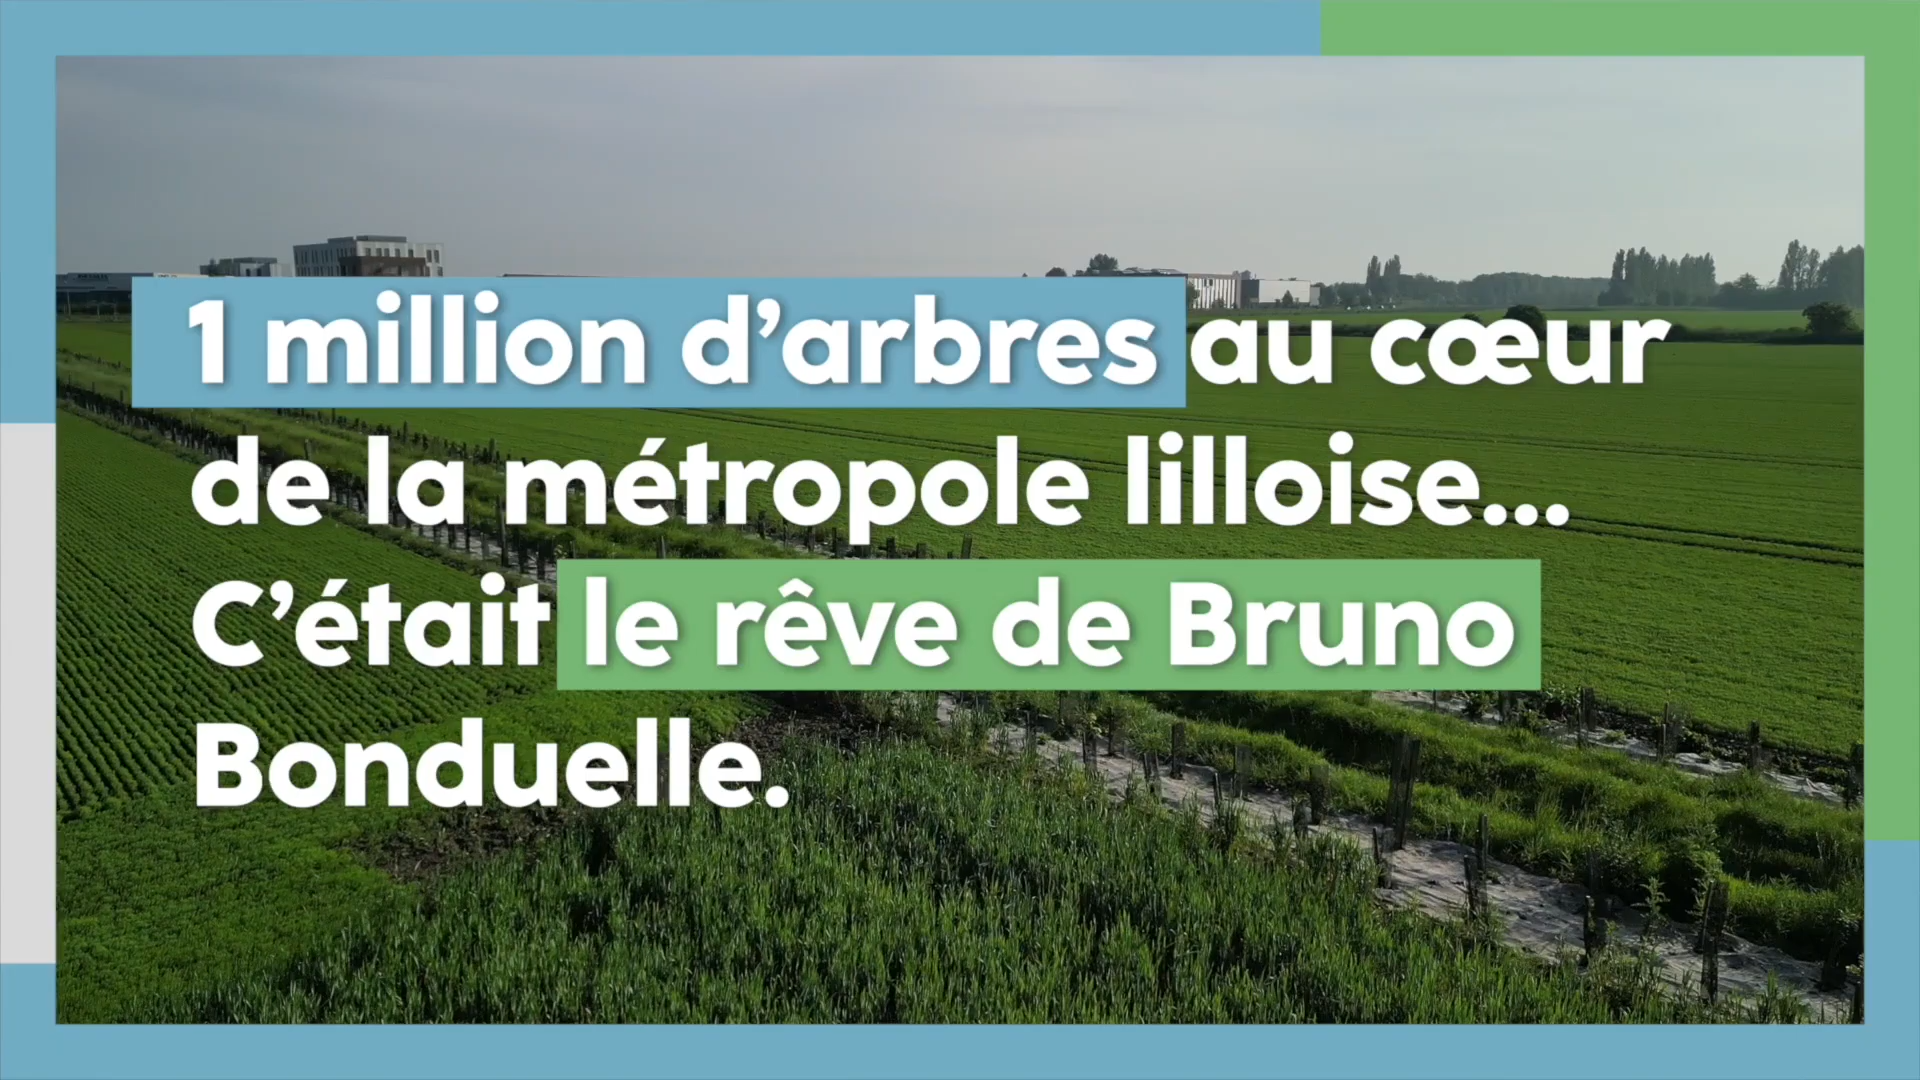 1 million d’arbres au cœur
de la métropole lilloise...
C’était le rêve de Bruno
Bonduelle.